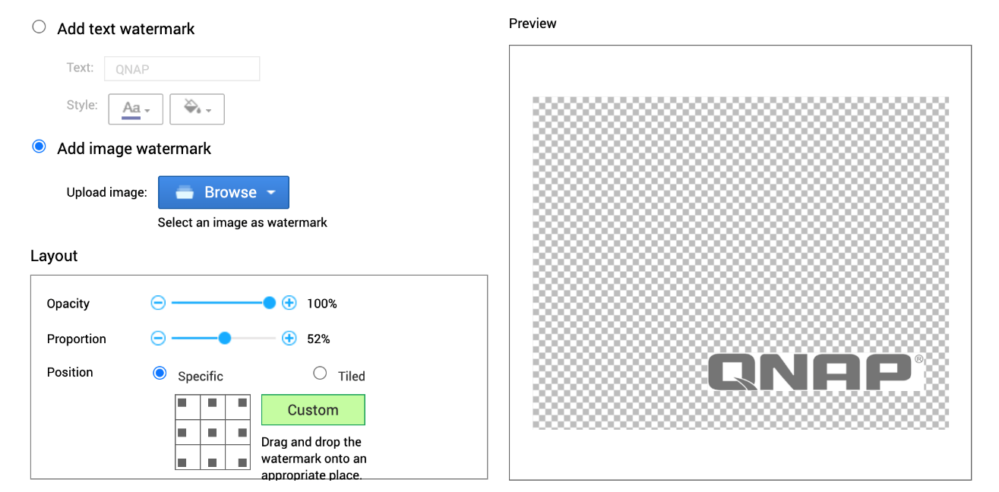 Add text watermark
Text: QNAP
Style: Aa
Add image watermark
Upload image: Browse
Select an image as watermark
Layout
Opacity 100%
Proportion 52%
Position Specific Tiled
Custom
Drag and drop the
watermark onto an
appropriate place.
Preview
QNAP®